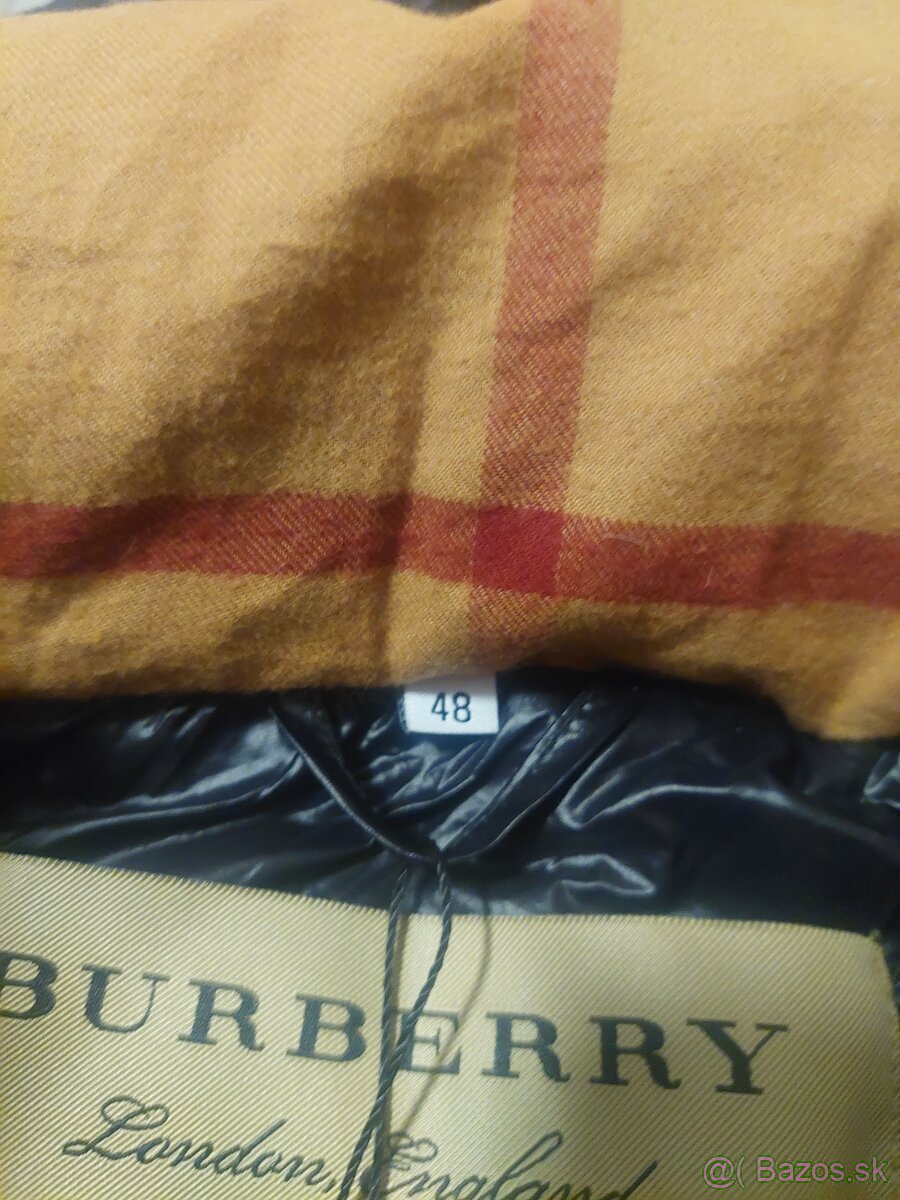 48
BURBERRY
London, England
@( Bazos.sk